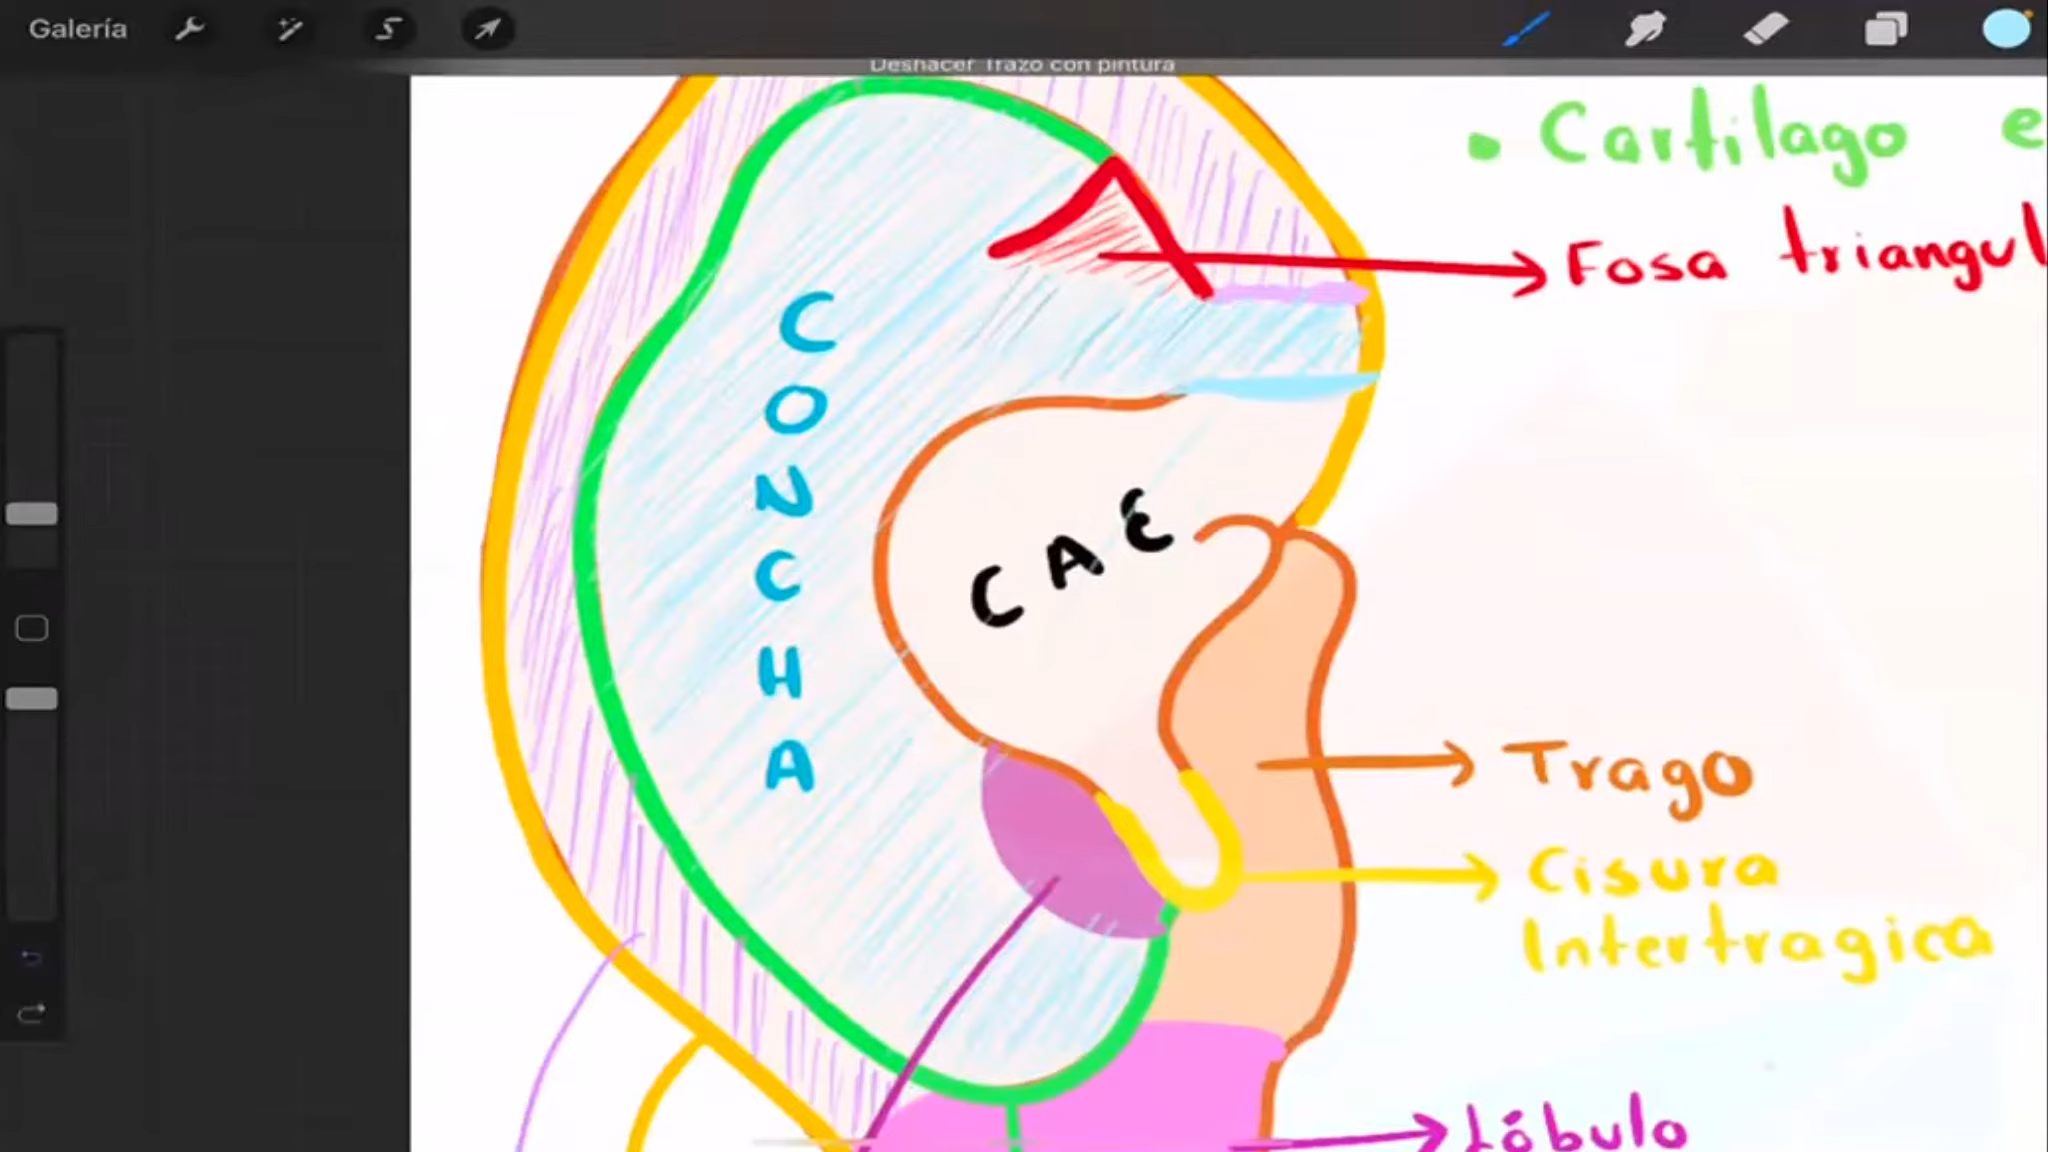 Galería
Deshacer Trazo con pintura
• Cartilago e
Fosa triangul
CONCHA
CAE
Trago
Cisura
Intertragica
Lóbulo